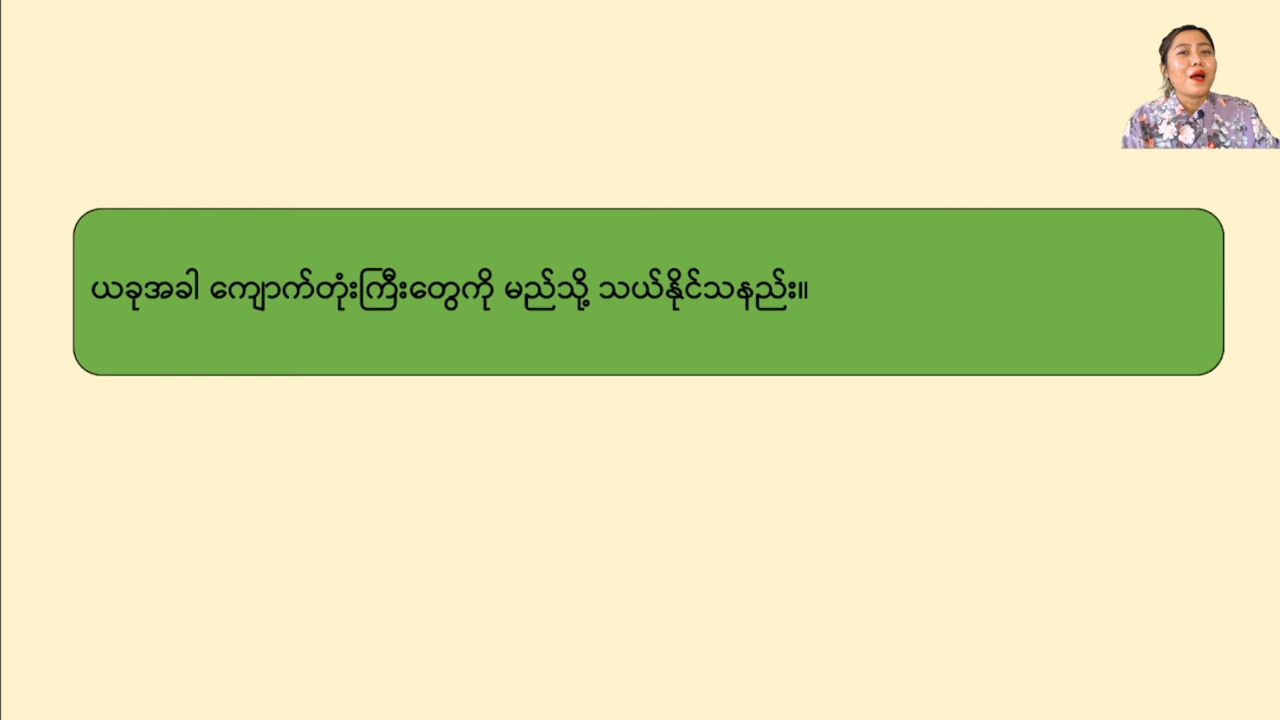 ယခုအခါ ကျောက်တုံးကြီးတွေကို မည်သို့ သယ်နိုင်သနည်း။